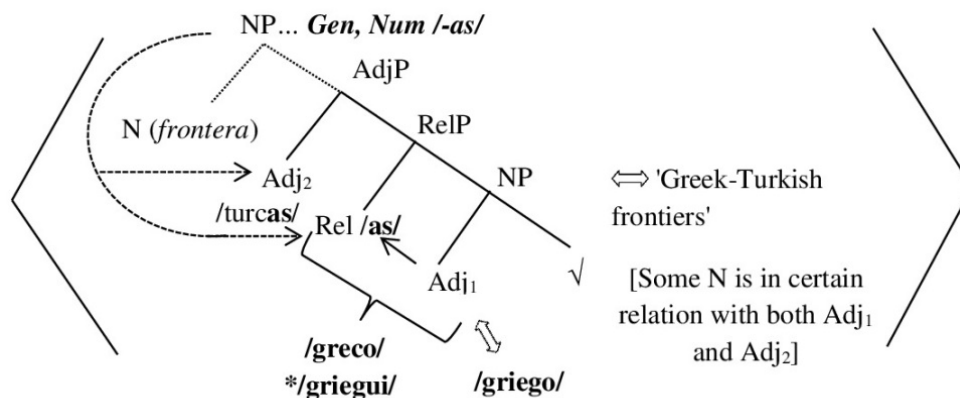 NP... Gen, Num /-as/
AdjP
N (frontera)
RelP
Adj₂
NP
⇔ 'Greek-Turkish
/turcas/
Rel /as/
frontiers'
Adj₁
√
[Some N is in certain
relation with both Adj₁
and Adj₂]
/greco/
*/griegui/
/griego/